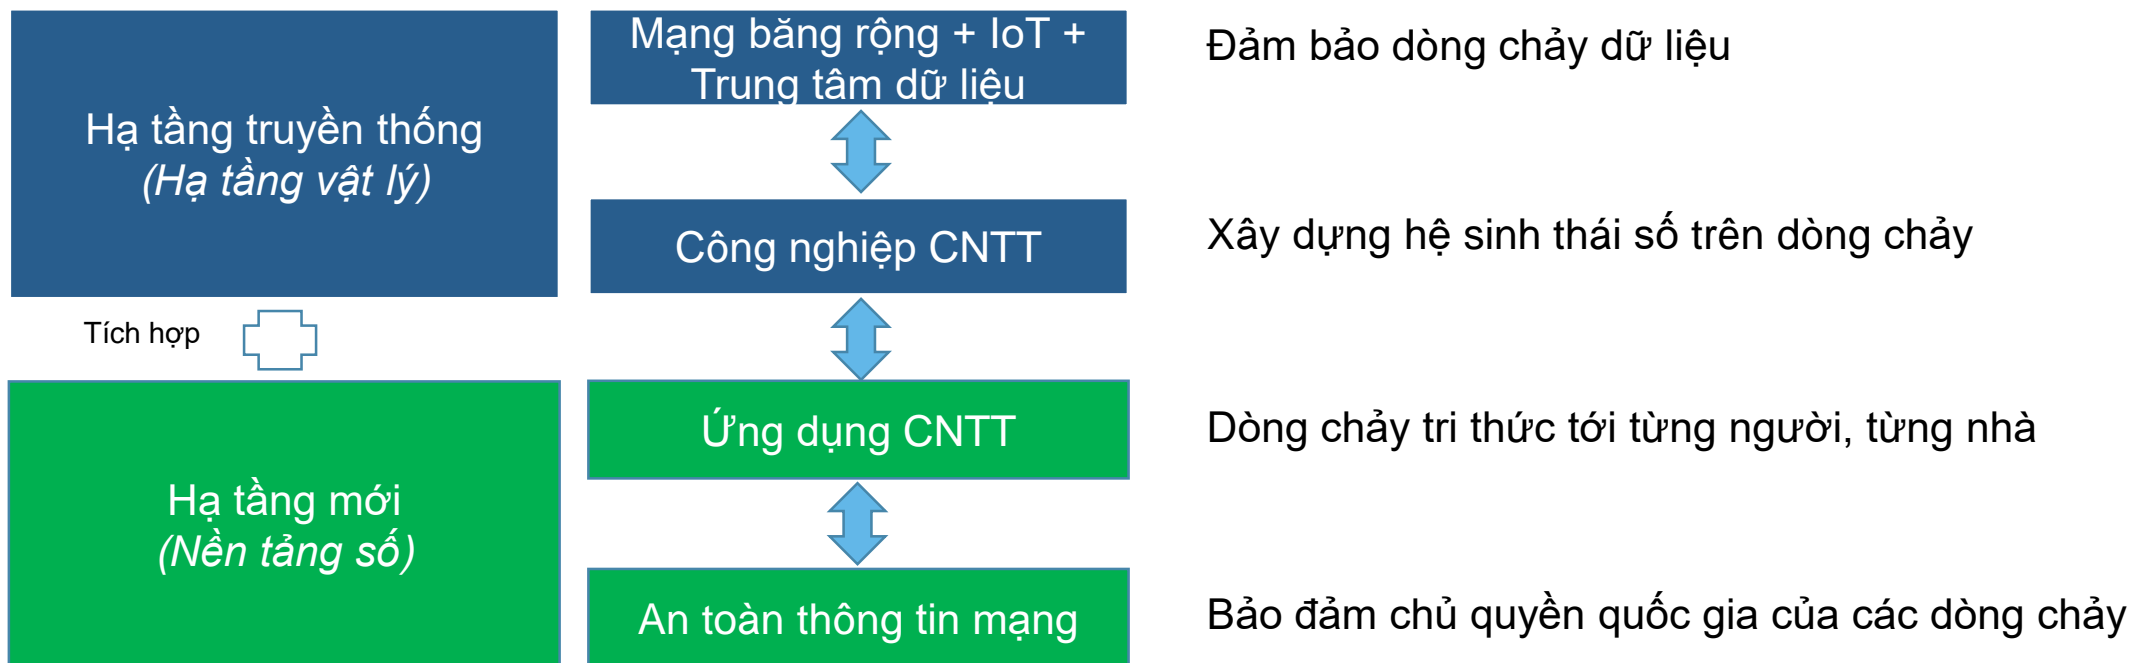 Hạ tầng truyền thống
(Hạ tầng vật lý)
Tích hợp
Hạ tầng mới
(Nền tảng số)
Mạng băng rộng + IoT +
Trung tâm dữ liệu
Công nghiệp CNTT
Ứng dụng CNTT
An toàn thông tin mạng
Đảm bảo dòng chảy dữ liệu
Xây dựng hệ sinh thái số trên dòng chảy
Dòng chảy tri thức tới từng người, từng nhà
Bảo đảm chủ quyền quốc gia của các dòng chảy